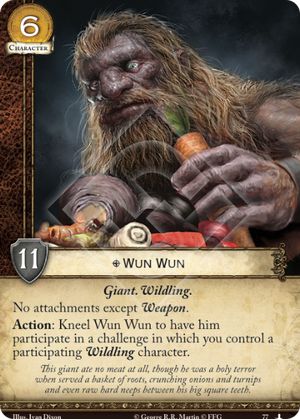 6
CHARACTER
11
WUN WUN
Giant. Wildling.
No attachments except Weapon.
Action: Kneel Wun Wun to have him
participate in a challenge in which you control a
participating Wildling character.
This giant ate no meat at all, though he was a holy terror
when served a basket of roots, crunching onions and turnips
and even raw hard neeps between his big square teeth.
Illus. Ivan Dixon © George R.R. Martin © FFG 77